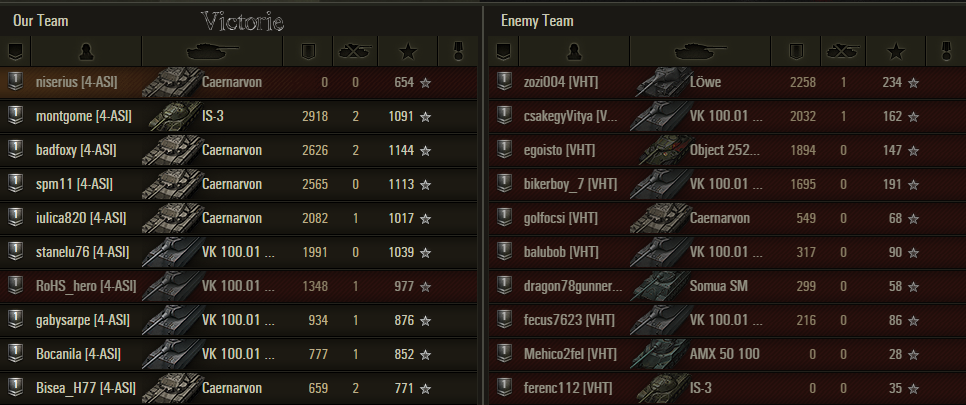 Our Team Victorie Enemy Team
niserius [4-ASI] Caernarvon 0 0 654 zozi004 [VHT] Löwe 2258 1 234
montgome [4-ASI] IS-3 2918 2 1091 csakegyVitya [V... VK 100.01 ... 2032 1 162
badfoxy [4-ASI] Caernarvon 2626 2 1144 egoisto [VHT] Object 252... 1894 0 147
spm11 [4-ASI] Caernarvon 2565 0 1113 bikerboy_7 [VHT] VK 100.01 ... 1695 0 191
iulica820 [4-ASI] Caernarvon 2082 1 1017 golfocsi [VHT] Caernarvon 549 0 68
stanelu76 [4-ASI] VK 100.01 ... 1991 0 1039 balubob [VHT] VK 100.01 ... 317 0 90
RoHS_hero [4-ASI] VK 100.01 ... 1348 1 977 dragon78gunner... Somua SM 299 0 58
gabysarpe [4-ASI] VK 100.01 ... 934 1 876 fecus7623 [VHT] VK 100.01 ... 216 0 86
Bocanila [4-ASI] VK 100.01 ... 777 1 852 Mehico2fel [VHT] AMX 50 100 0 0 28
Bisea_H77 [4-ASI] Caernarvon 659 2 771 ferenc112 [VHT] IS-3 0 0 35